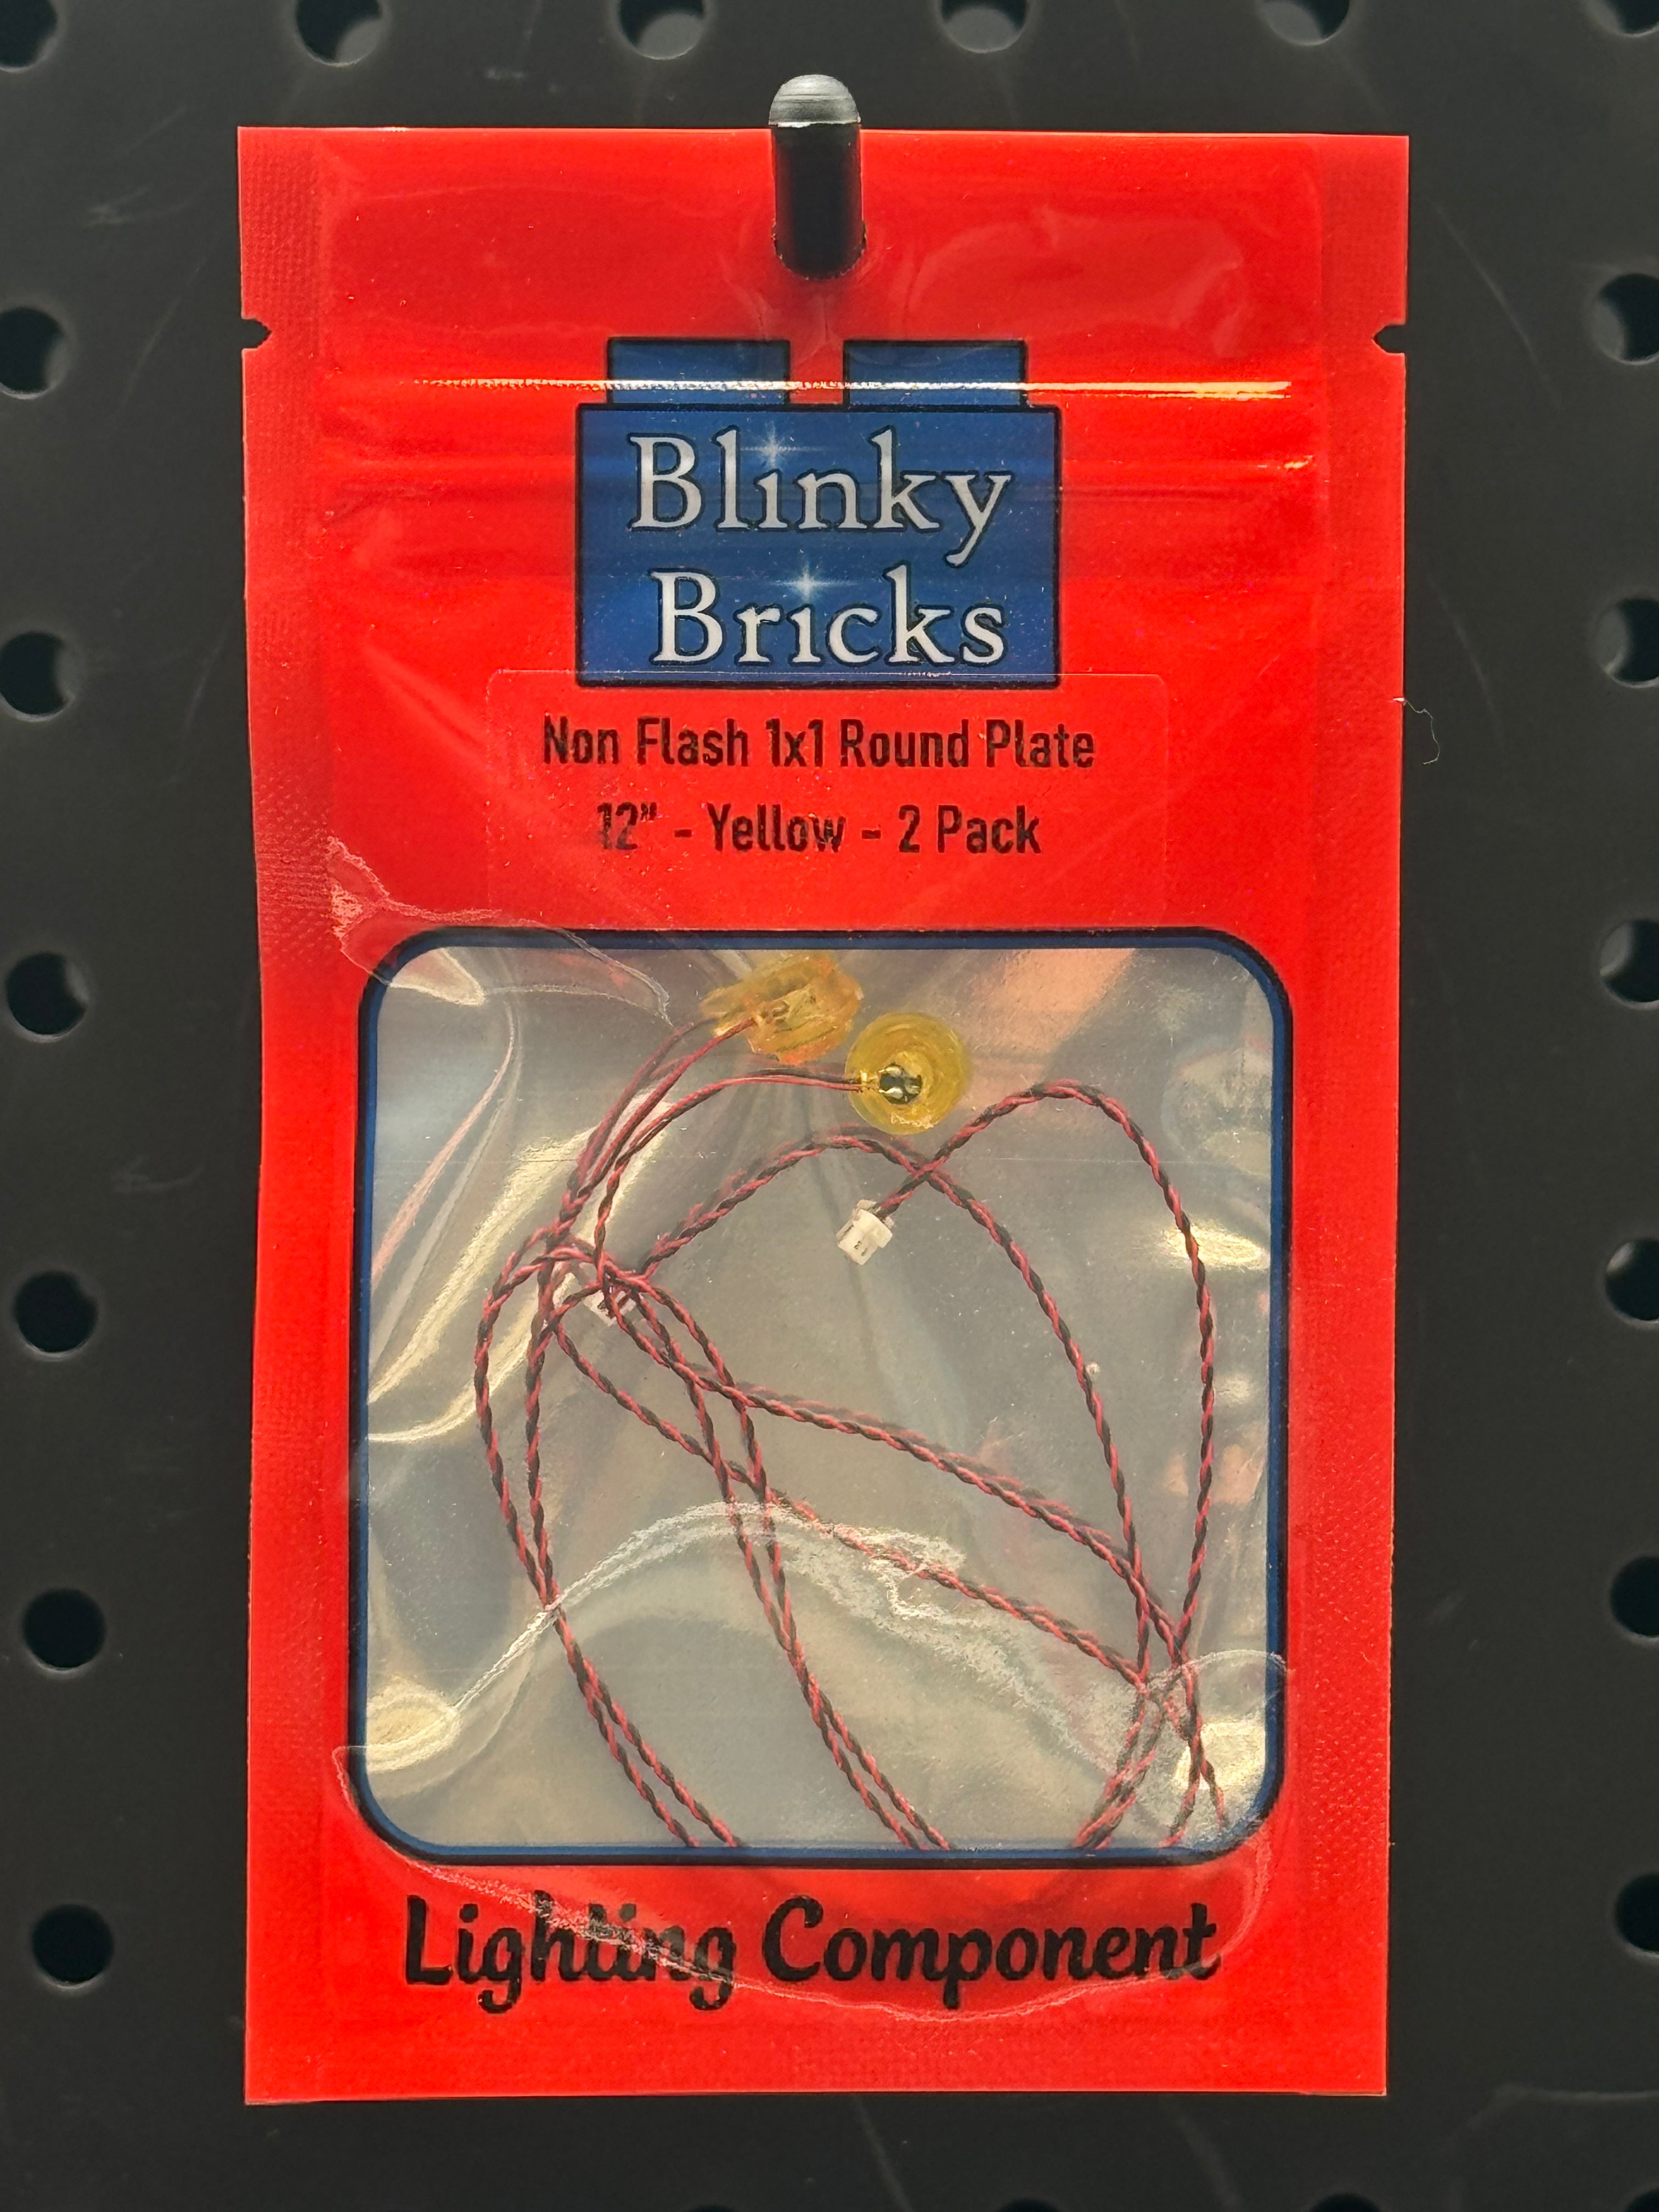 Blinky
Bricks
Non Flash 1x1 Round Plate
12" - Yellow - 2 Pack
Lighting Component